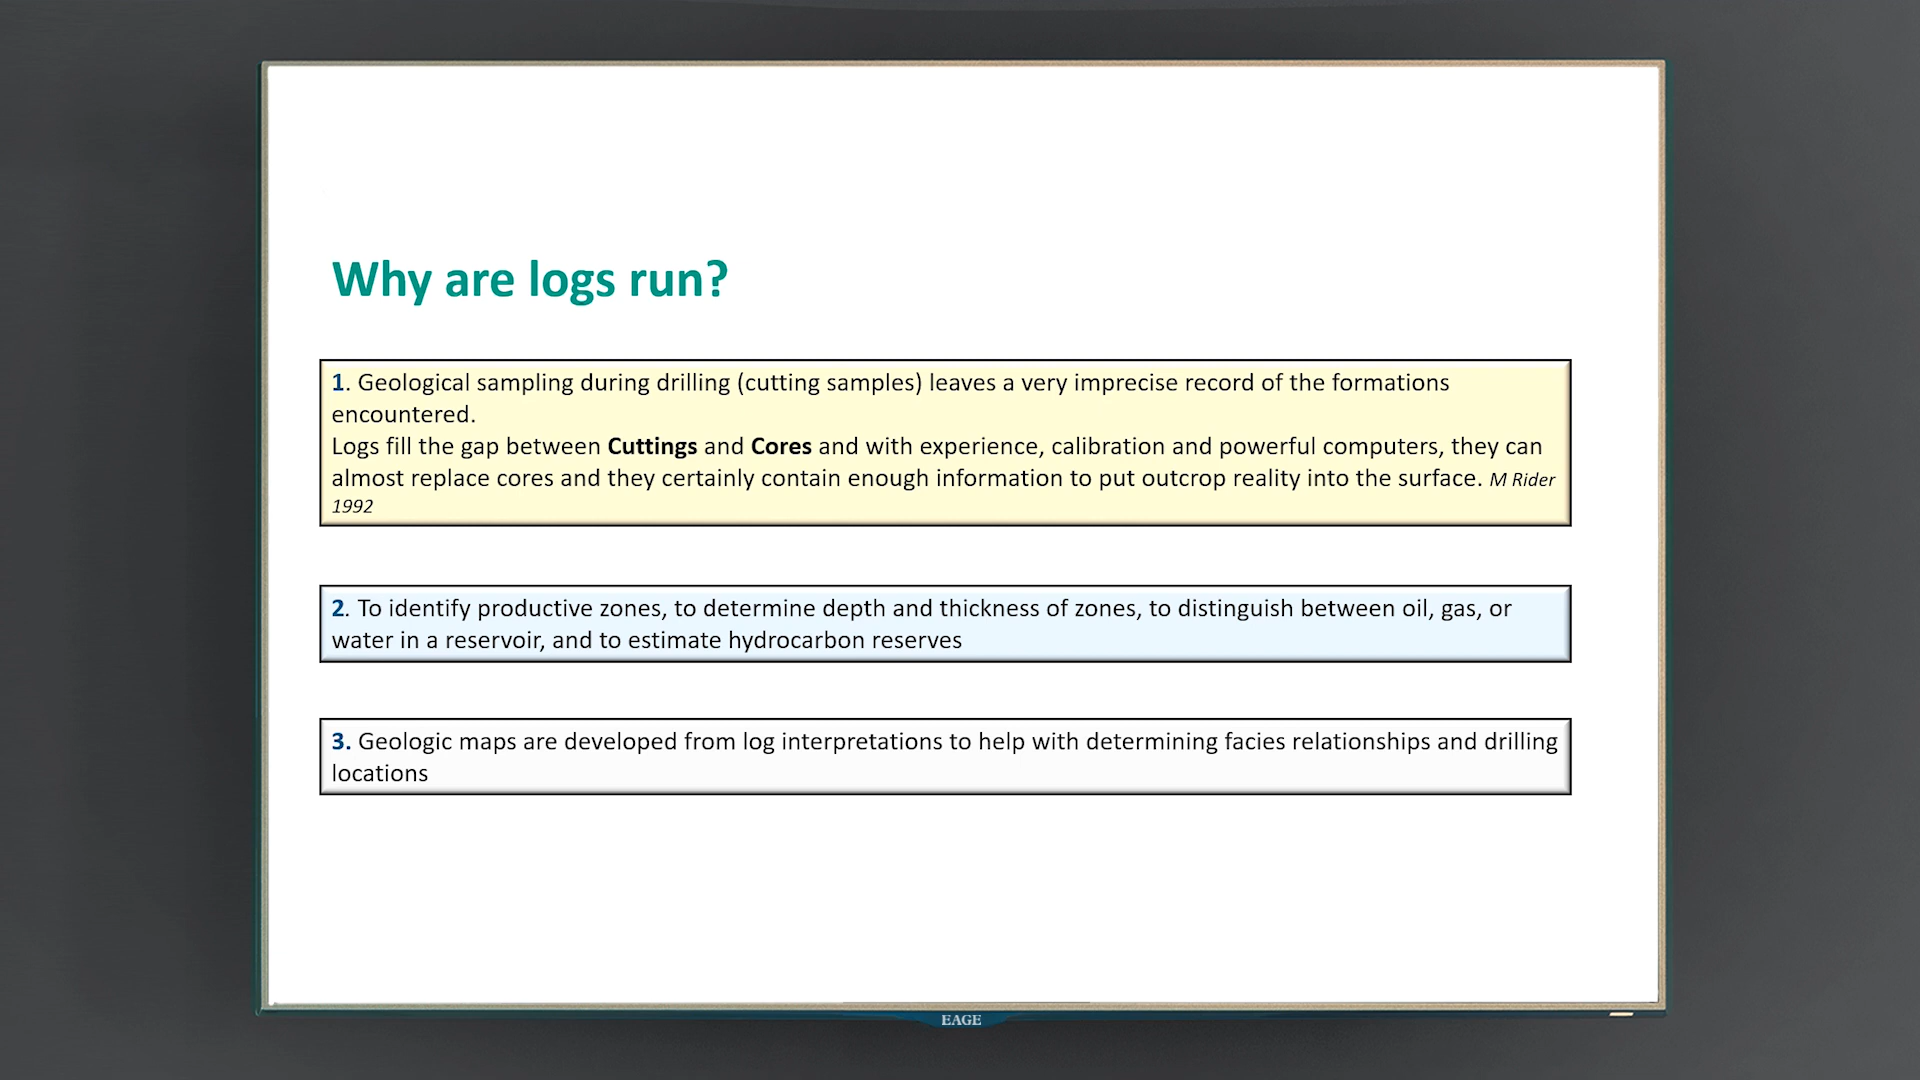 Why are logs run?
1. Geological sampling during drilling (cutting samples) leaves a very imprecise record of the formations
encountered.
Logs fill the gap between Cuttings and Cores and with experience, calibration and powerful computers, they can
almost replace cores and they certainly contain enough information to put outcrop reality into the surface. M Rider
1992
2. To identify productive zones, to determine depth and thickness of zones, to distinguish between oil, gas, or
water in a reservoir, and to estimate hydrocarbon reserves
3. Geologic maps are developed from log interpretations to help with determining facies relationships and drilling
locations
EAGE